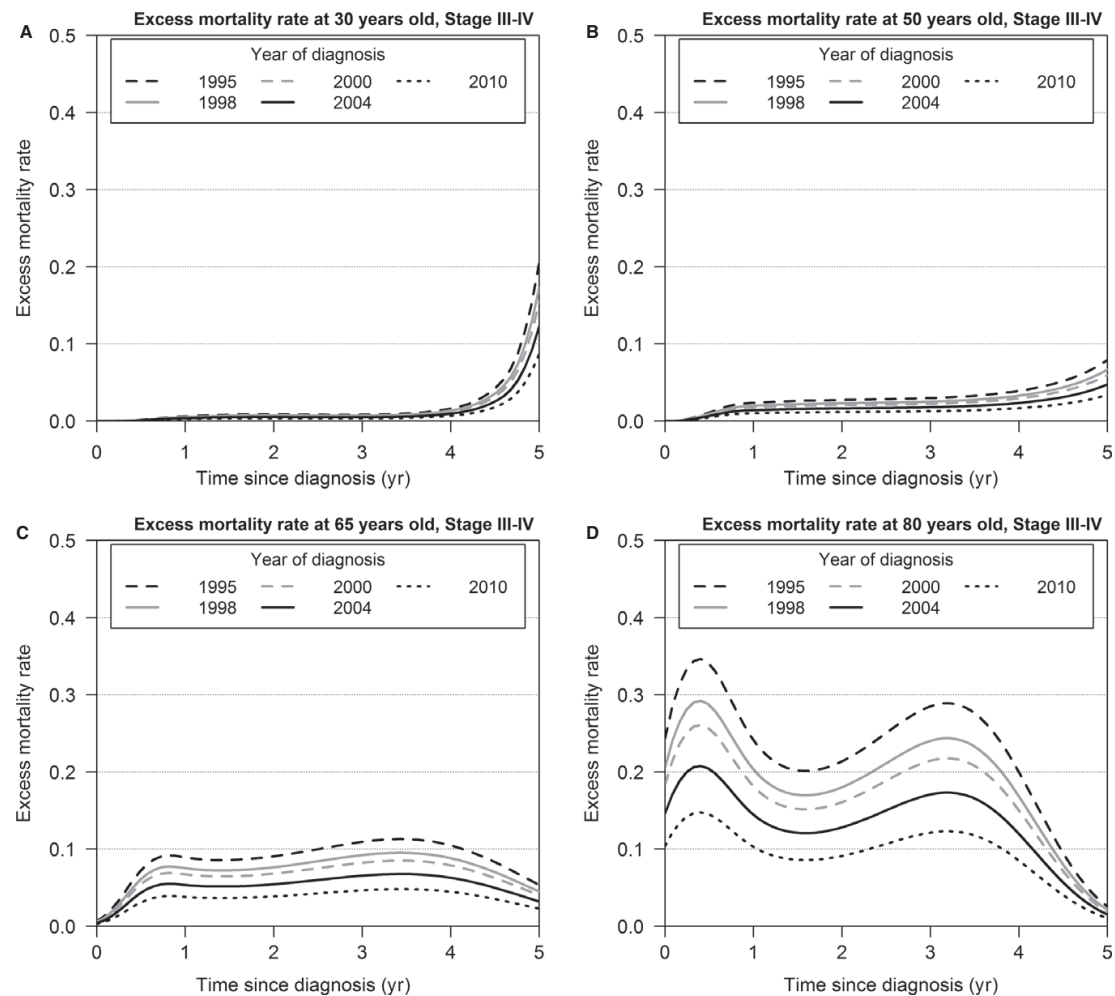 A
Excess mortality rate at 30 years old, Stage III-IV
Year of diagnosis
1995 2000 2010
1998 2004
0.5
0.4
0.3
0.2
0.1
0.0
Excess mortality rate
0 1 2 3 4 5
Time since diagnosis (yr)
B
Excess mortality rate at 50 years old, Stage III-IV
Year of diagnosis
1995 2000 2010
1998 2004
0.5
0.4
0.3
0.2
0.1
0.0
Excess mortality rate
0 1 2 3 4 5
Time since diagnosis (yr)
C
Excess mortality rate at 65 years old, Stage III-IV
Year of diagnosis
1995 2000 2010
1998 2004
0.5
0.4
0.3
0.2
0.1
0.0
Excess mortality rate
0 1 2 3 4 5
Time since diagnosis (yr)
D
Excess mortality rate at 80 years old, Stage III-IV
Year of diagnosis
1995 2000 2010
1998 2004
0.5
0.4
0.3
0.2
0.1
0.0
Excess mortality rate
0 1 2 3 4 5
Time since diagnosis (yr)